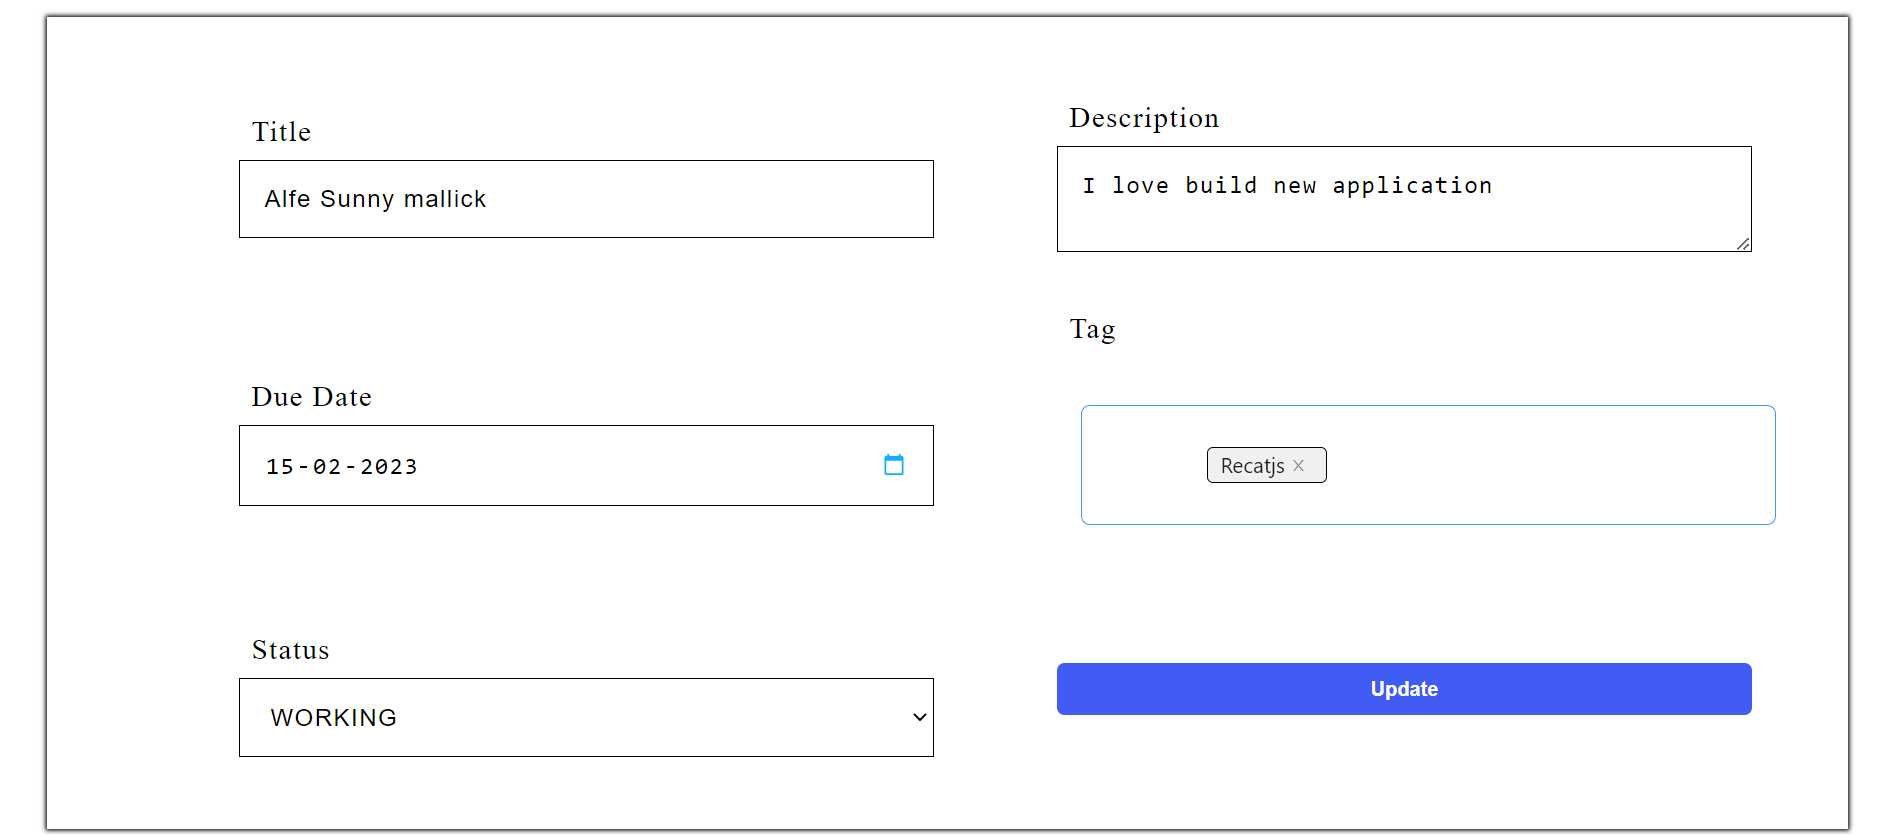 Title
Alfe Sunny mallick
Description
I love build new application
Due Date
15-02-2023
Tag
Recatjs
Status
WORKING
Update